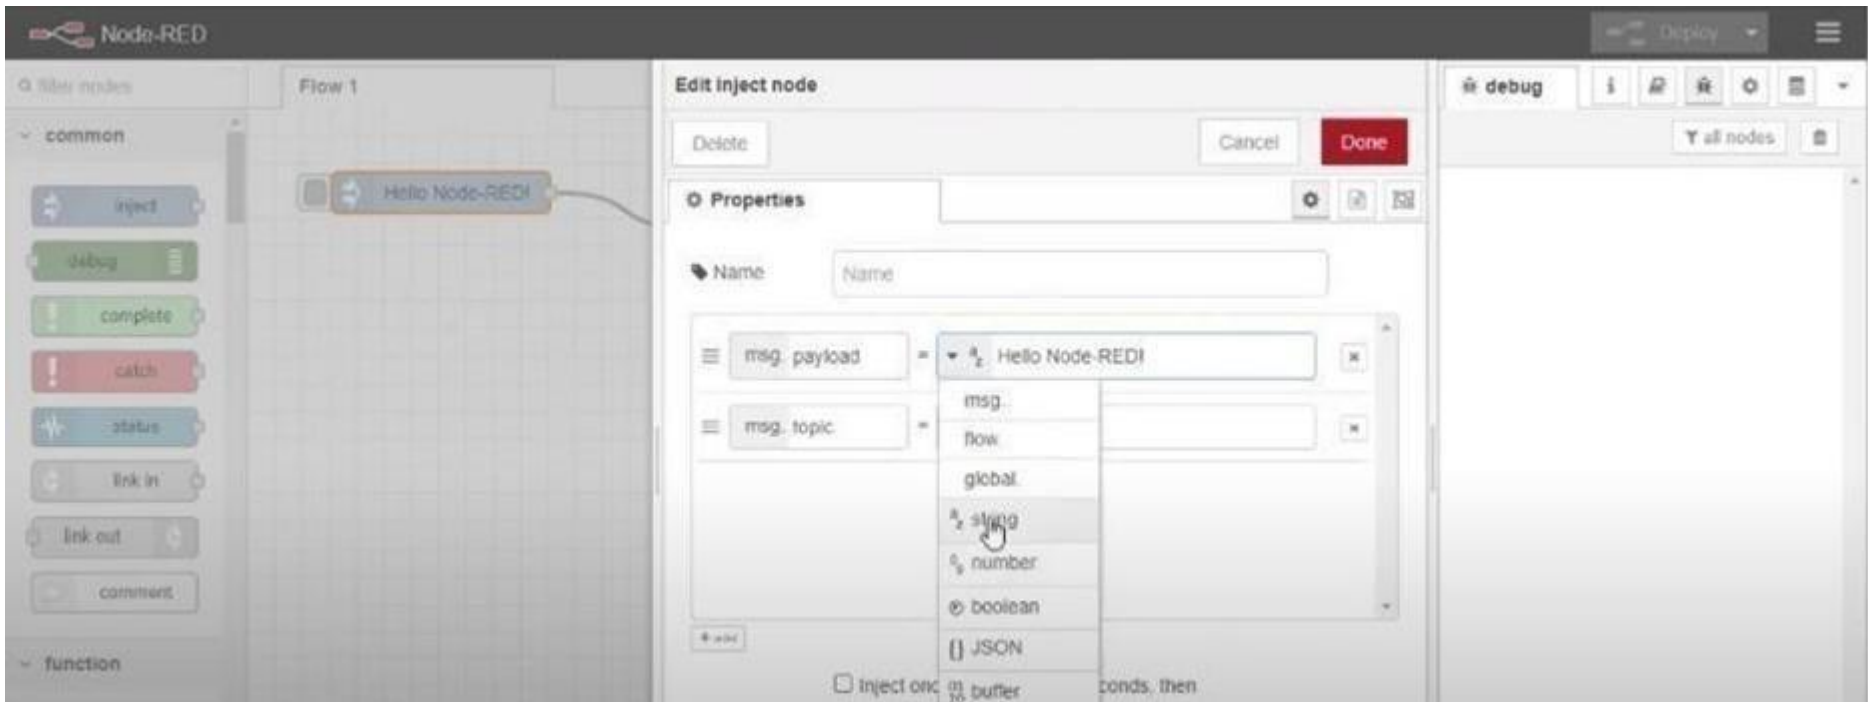 Node-RED
Deploy
filter nodes
common
inject
debug
complete
catch
status
link in
link out
comment
function
Flow 1
Hello Node-RED!
Edit inject node
Delete
Cancel
Done
Properties
Name
Name
msg. payload = Hello Node-RED!
msg. topic =
msg.
flow.
global.
string
number
boolean
JSON
buffer
add
Inject onc
conds, then
debug
all nodes